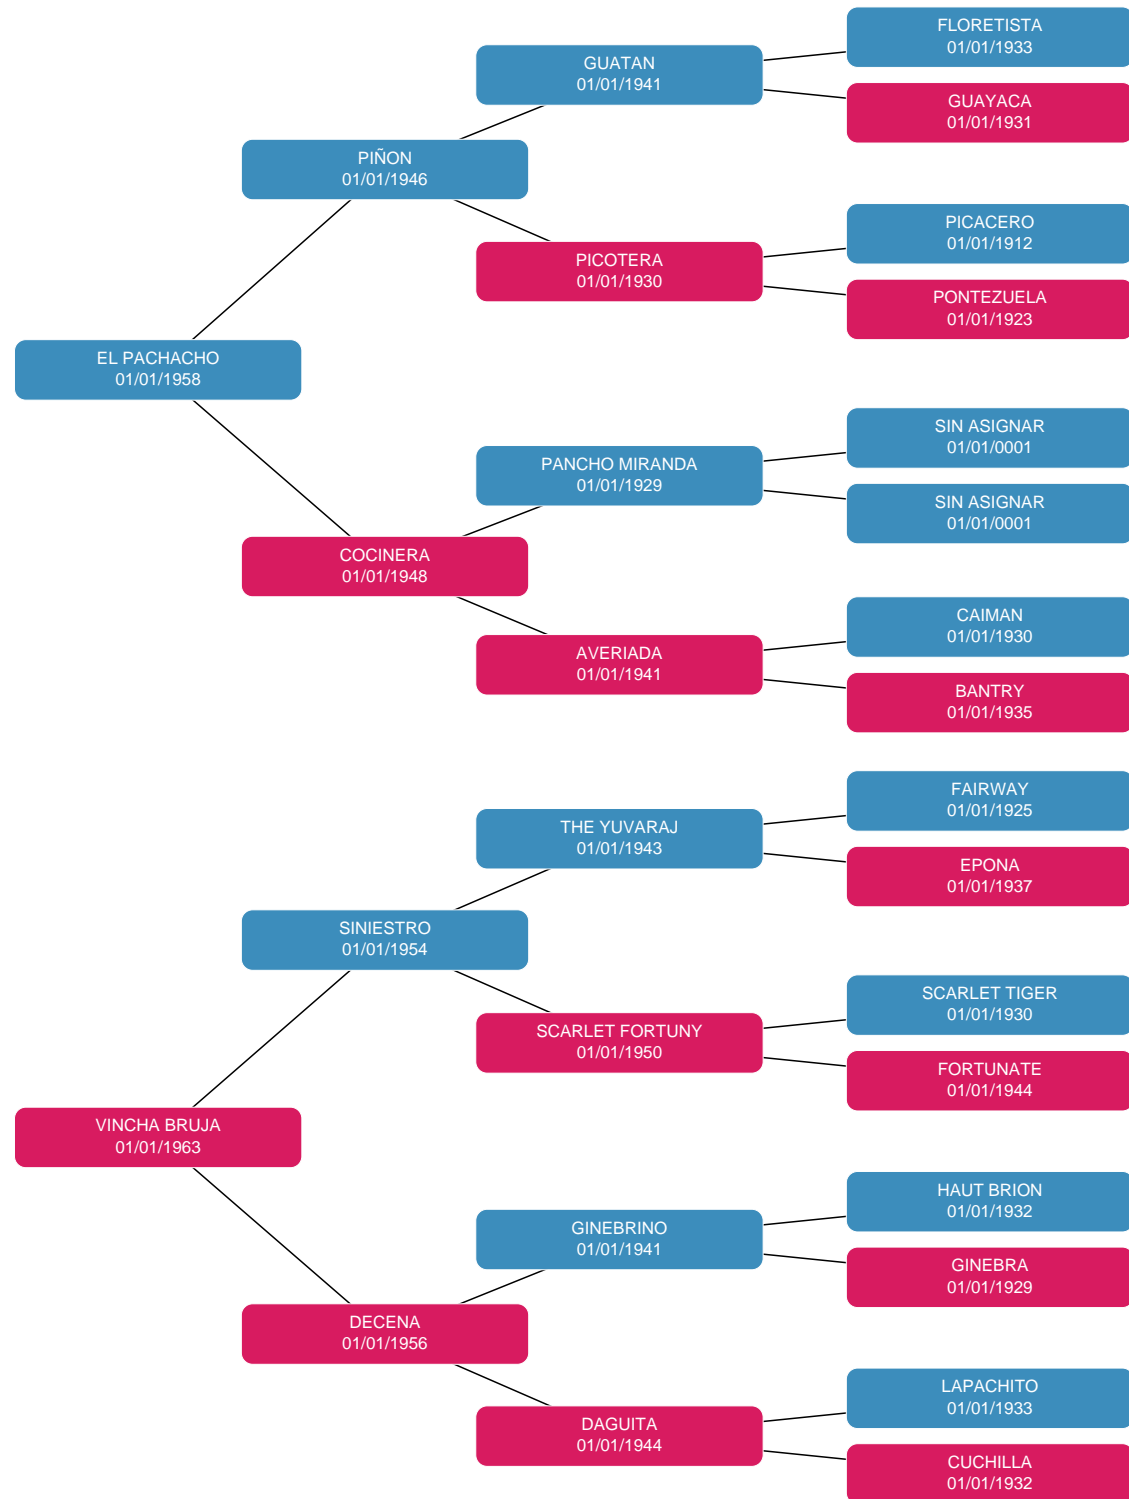 FLORETISTA
01/01/1933
GUATAN
01/01/1941
GUAYACA
01/01/1931
PIÑON
01/01/1946
PICACERO
01/01/1912
PICOTERA
01/01/1930
PONTEZUELA
01/01/1923
EL PACHACHO
01/01/1958
SIN ASIGNAR
01/01/0001
PANCHO MIRANDA
01/01/1929
SIN ASIGNAR
01/01/0001
COCINERA
01/01/1948
CAIMAN
01/01/1930
AVERIADA
01/01/1941
BANTRY
01/01/1935
FAIRWAY
01/01/1925
THE YUVARAJ
01/01/1943
EPONA
01/01/1937
SINIESTRO
01/01/1954
SCARLET TIGER
01/01/1930
SCARLET FORTUNY
01/01/1950
FORTUNATE
01/01/1944
VINCHA BRUJA
01/01/1963
HAUT BRION
01/01/1932
GINEBRINO
01/01/1941
GINEBRA
01/01/1929
DECENA
01/01/1956
LAPACHITO
01/01/1933
DAGUITA
01/01/1944
CUCHILLA
01/01/1932